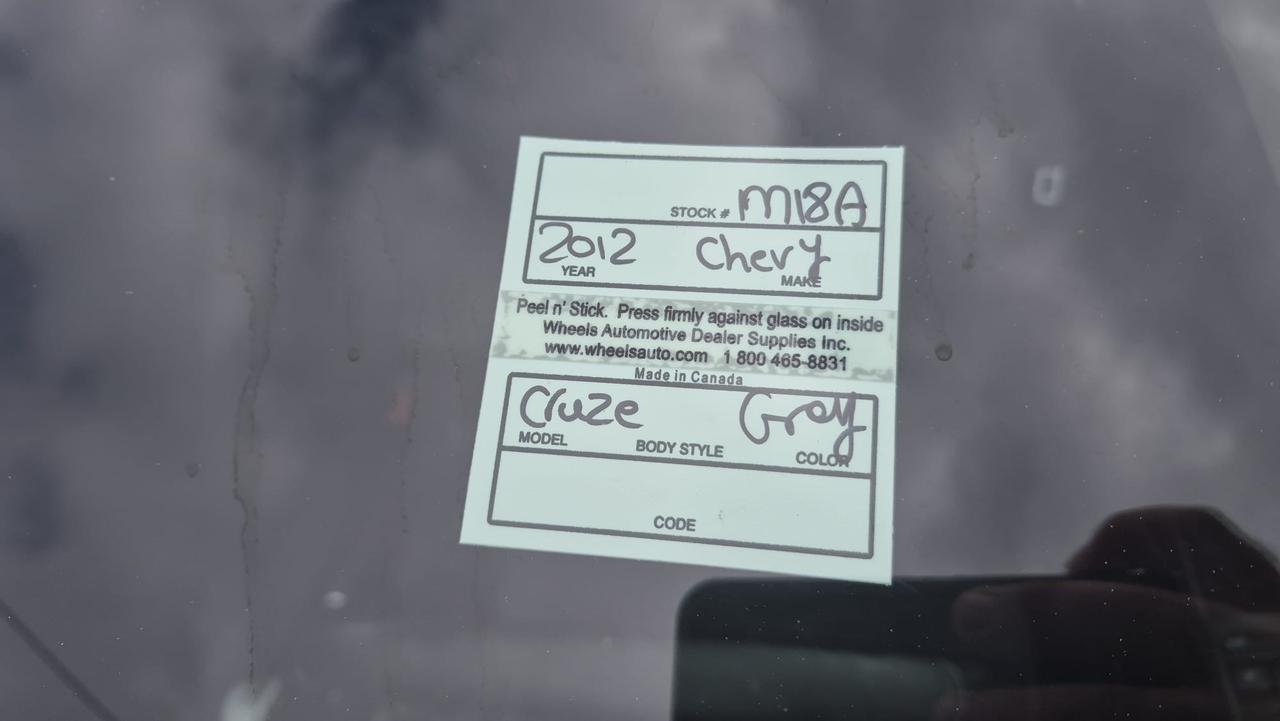 STOCK # M18A
2012 Chevy
YEAR MAKE
Peel n' Stick. Press firmly against glass on inside
Wheels Automotive Dealer Supplies Inc.
www.wheelsauto.com 1 800 465-8831
Made in Canada
Cruze Gray
MODEL BODY STYLE COLOR
CODE